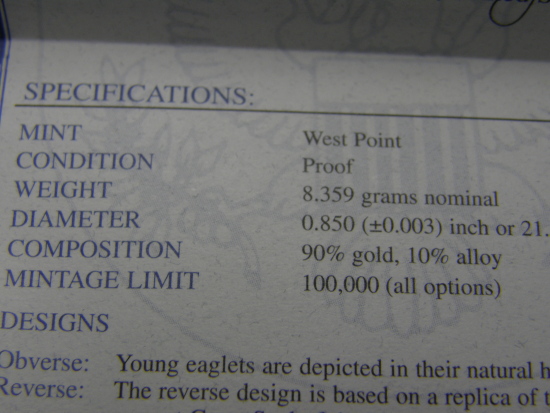 SPECIFICATIONS:
MINT West Point
CONDITION Proof
WEIGHT 8.359 grams nominal
DIAMETER 0.850 (±0.003) inch or 21.
COMPOSITION 90% gold, 10% alloy
MINTAGE LIMIT 100,000 (all options)
DESIGNS
Obverse: Young eaglets are depicted in their natural h
Reverse: The reverse design is based on a replica of t